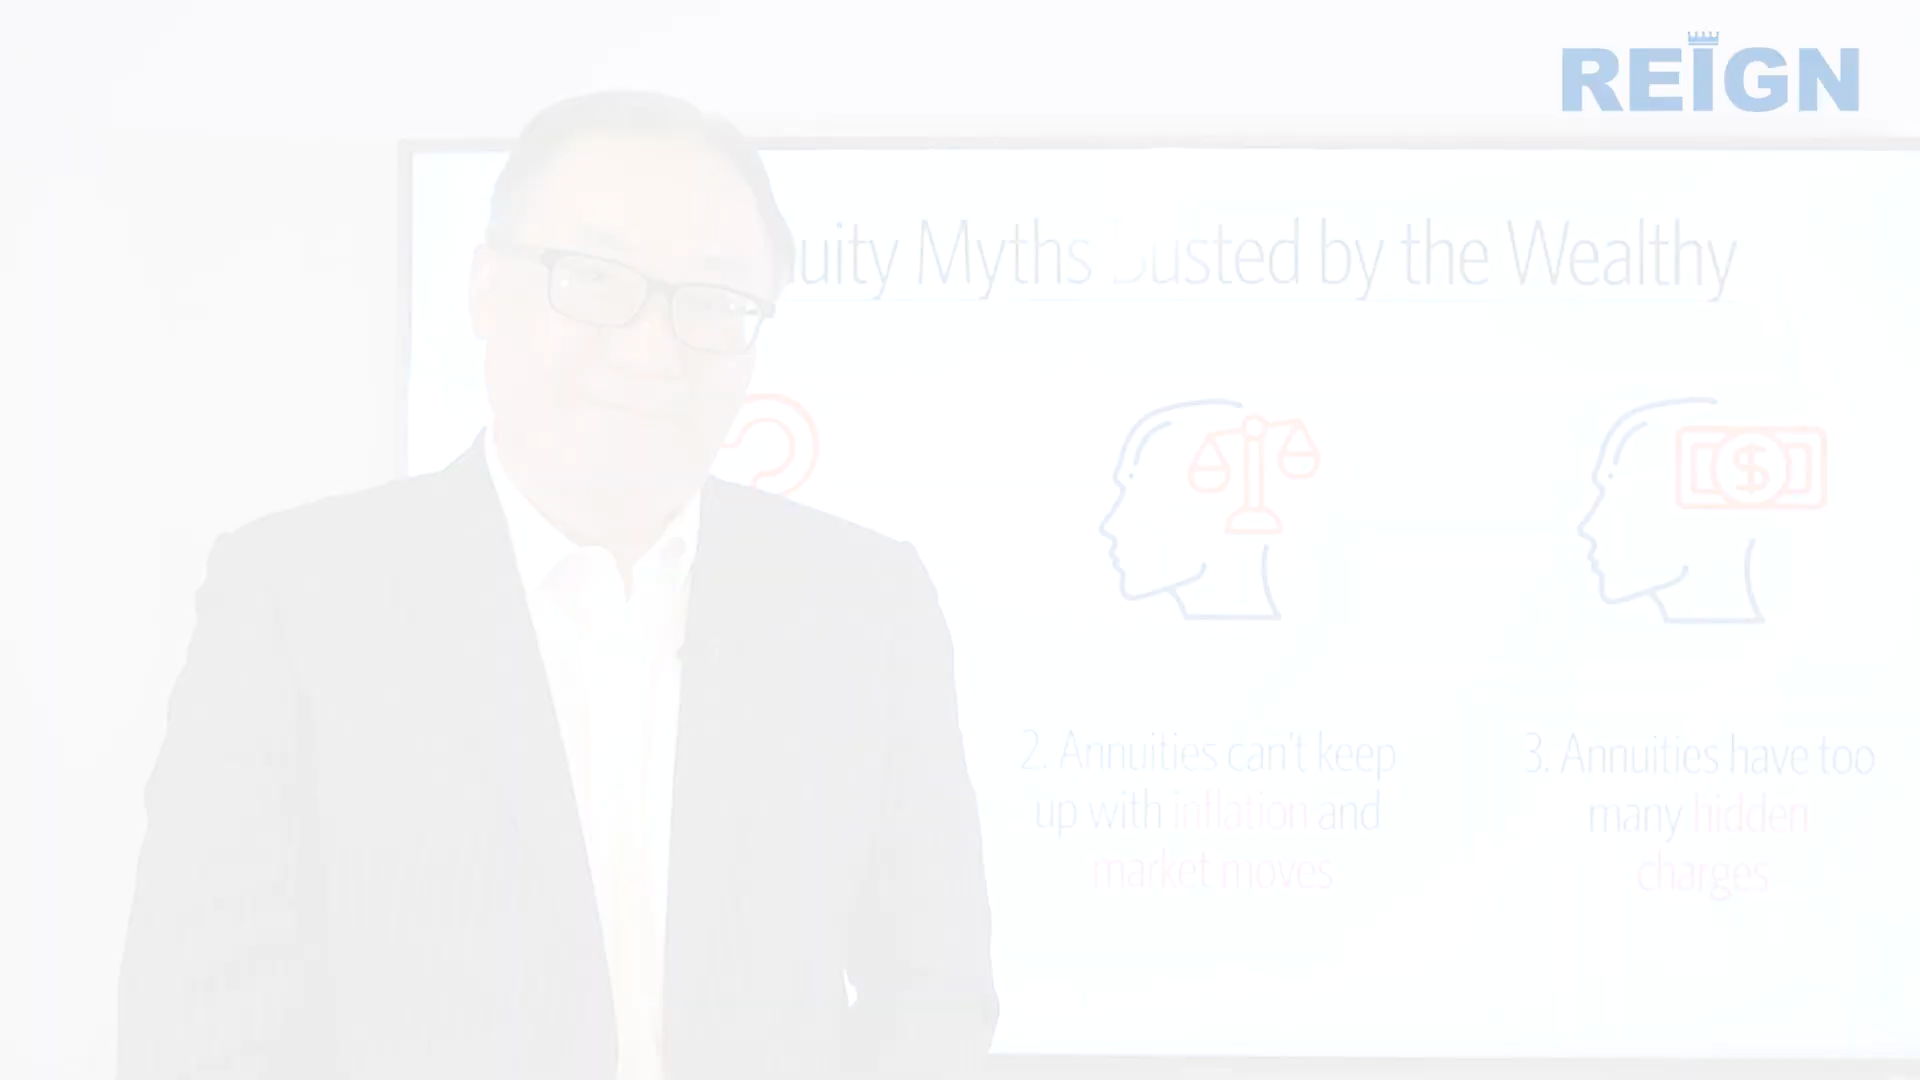 REIGN
uity Myths Busted by the Wealthy
2. Annuities can't keep
up with inflation and
market moves
3. Annuities have too
many hidden
charges